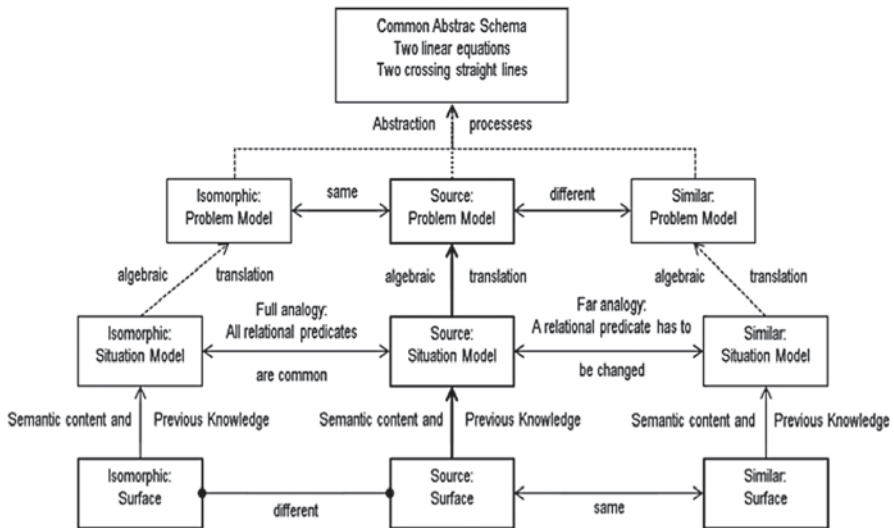 Common Abstrac Schema
Two linear equations
Two crossing straight lines
Abstraction processess
Isomorphic:
Problem Model
same
Source:
Problem Model
different
Similar:
Problem Model
algebraic translation
algebraic translation
algebraic translation
Isomorphic:
Situation Model
Full analogy:
All relational predicates
are common
Source:
Situation Model
Far analogy:
A relational predicate has to
be changed
Similar:
Situation Model
Semantic content and Previous Knowledge
Semantic content and Previous Knowledge
Semantic content and Previous Knowledge
Isomorphic:
Surface
different
Source:
Surface
same
Similar:
Surface